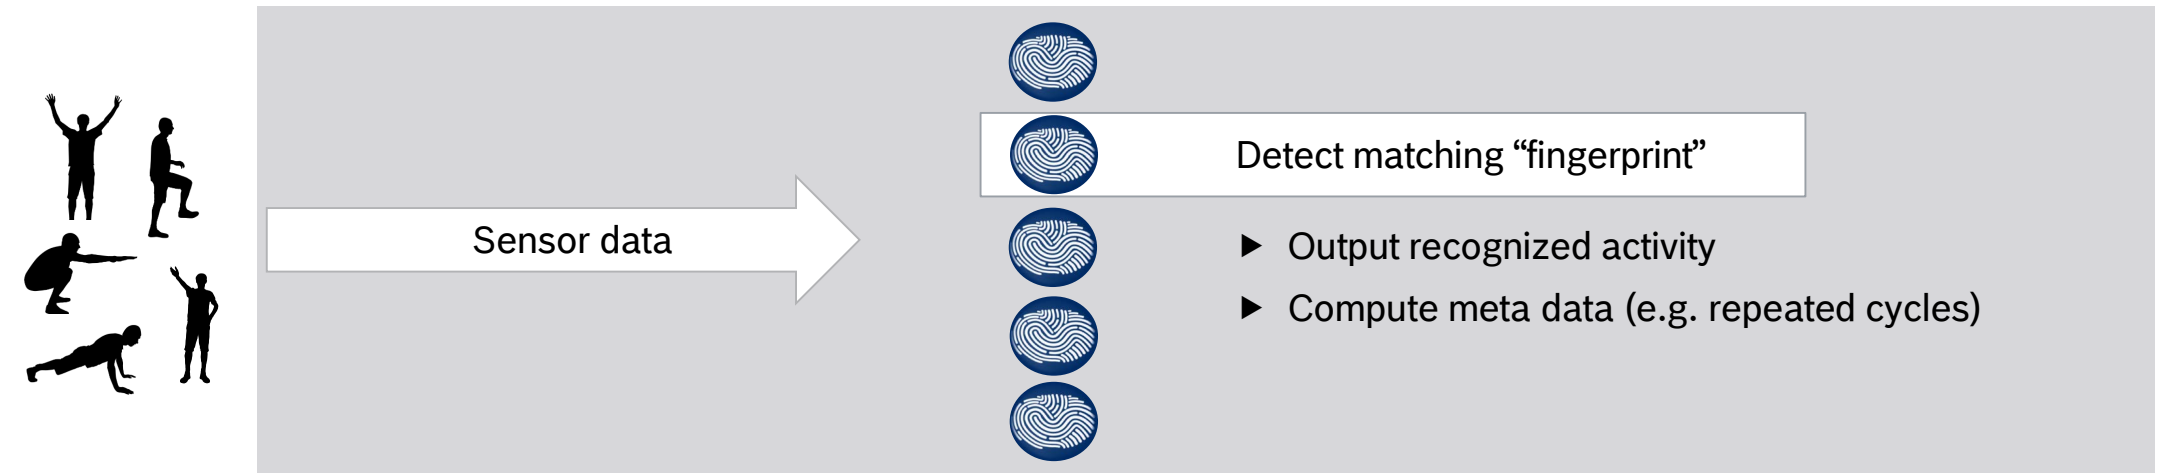 Detect matching “fingerprint”
Sensor data
▶ Output recognized activity
▶ Compute meta data (e.g. repeated cycles)